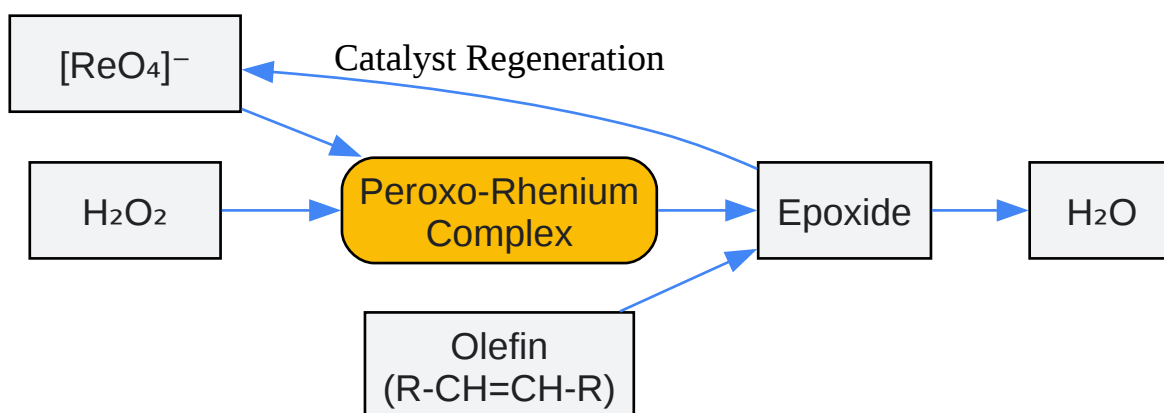 [ReO₄]⁻
Catalyst Regeneration
H₂O₂
Peroxo-Rhenium
Complex
Epoxide
H₂O
Olefin
(R-CH=CH-R)